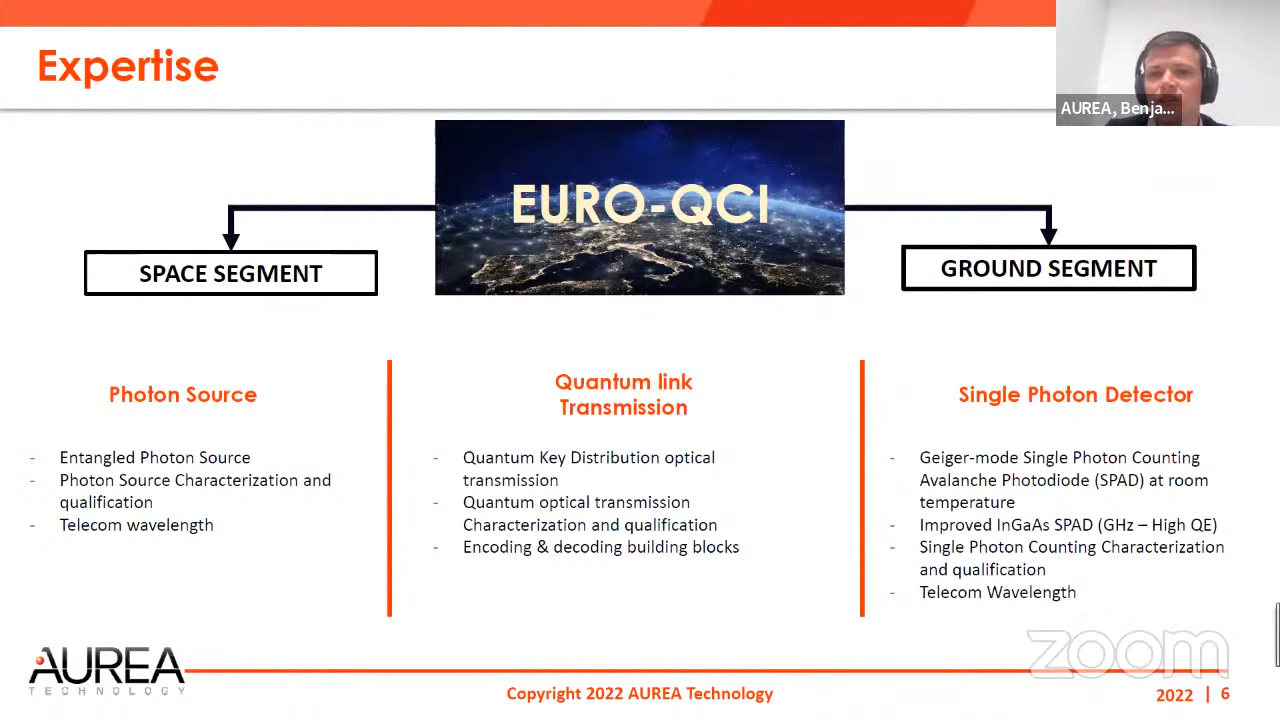 Expertise
AUREA, Benja...
EURO-QCI
SPACE SEGMENT
GROUND SEGMENT
Photon Source
- Entangled Photon Source
- Photon Source Characterization and
qualification
- Telecom wavelength
Quantum link
Transmission
- Quantum Key Distribution optical
transmission
- Quantum optical transmission
Characterization and qualification
- Encoding & decoding building blocks
Single Photon Detector
- Geiger-mode Single Photon Counting
Avalanche Photodiode (SPAD) at room
temperature
- Improved InGaAs SPAD (GHz – High QE)
- Single Photon Counting Characterization
and qualification
- Telecom Wavelength
zoom
AUREA
TECHNOLOGY
Copyright 2022 AUREA Technology
2022 | 6